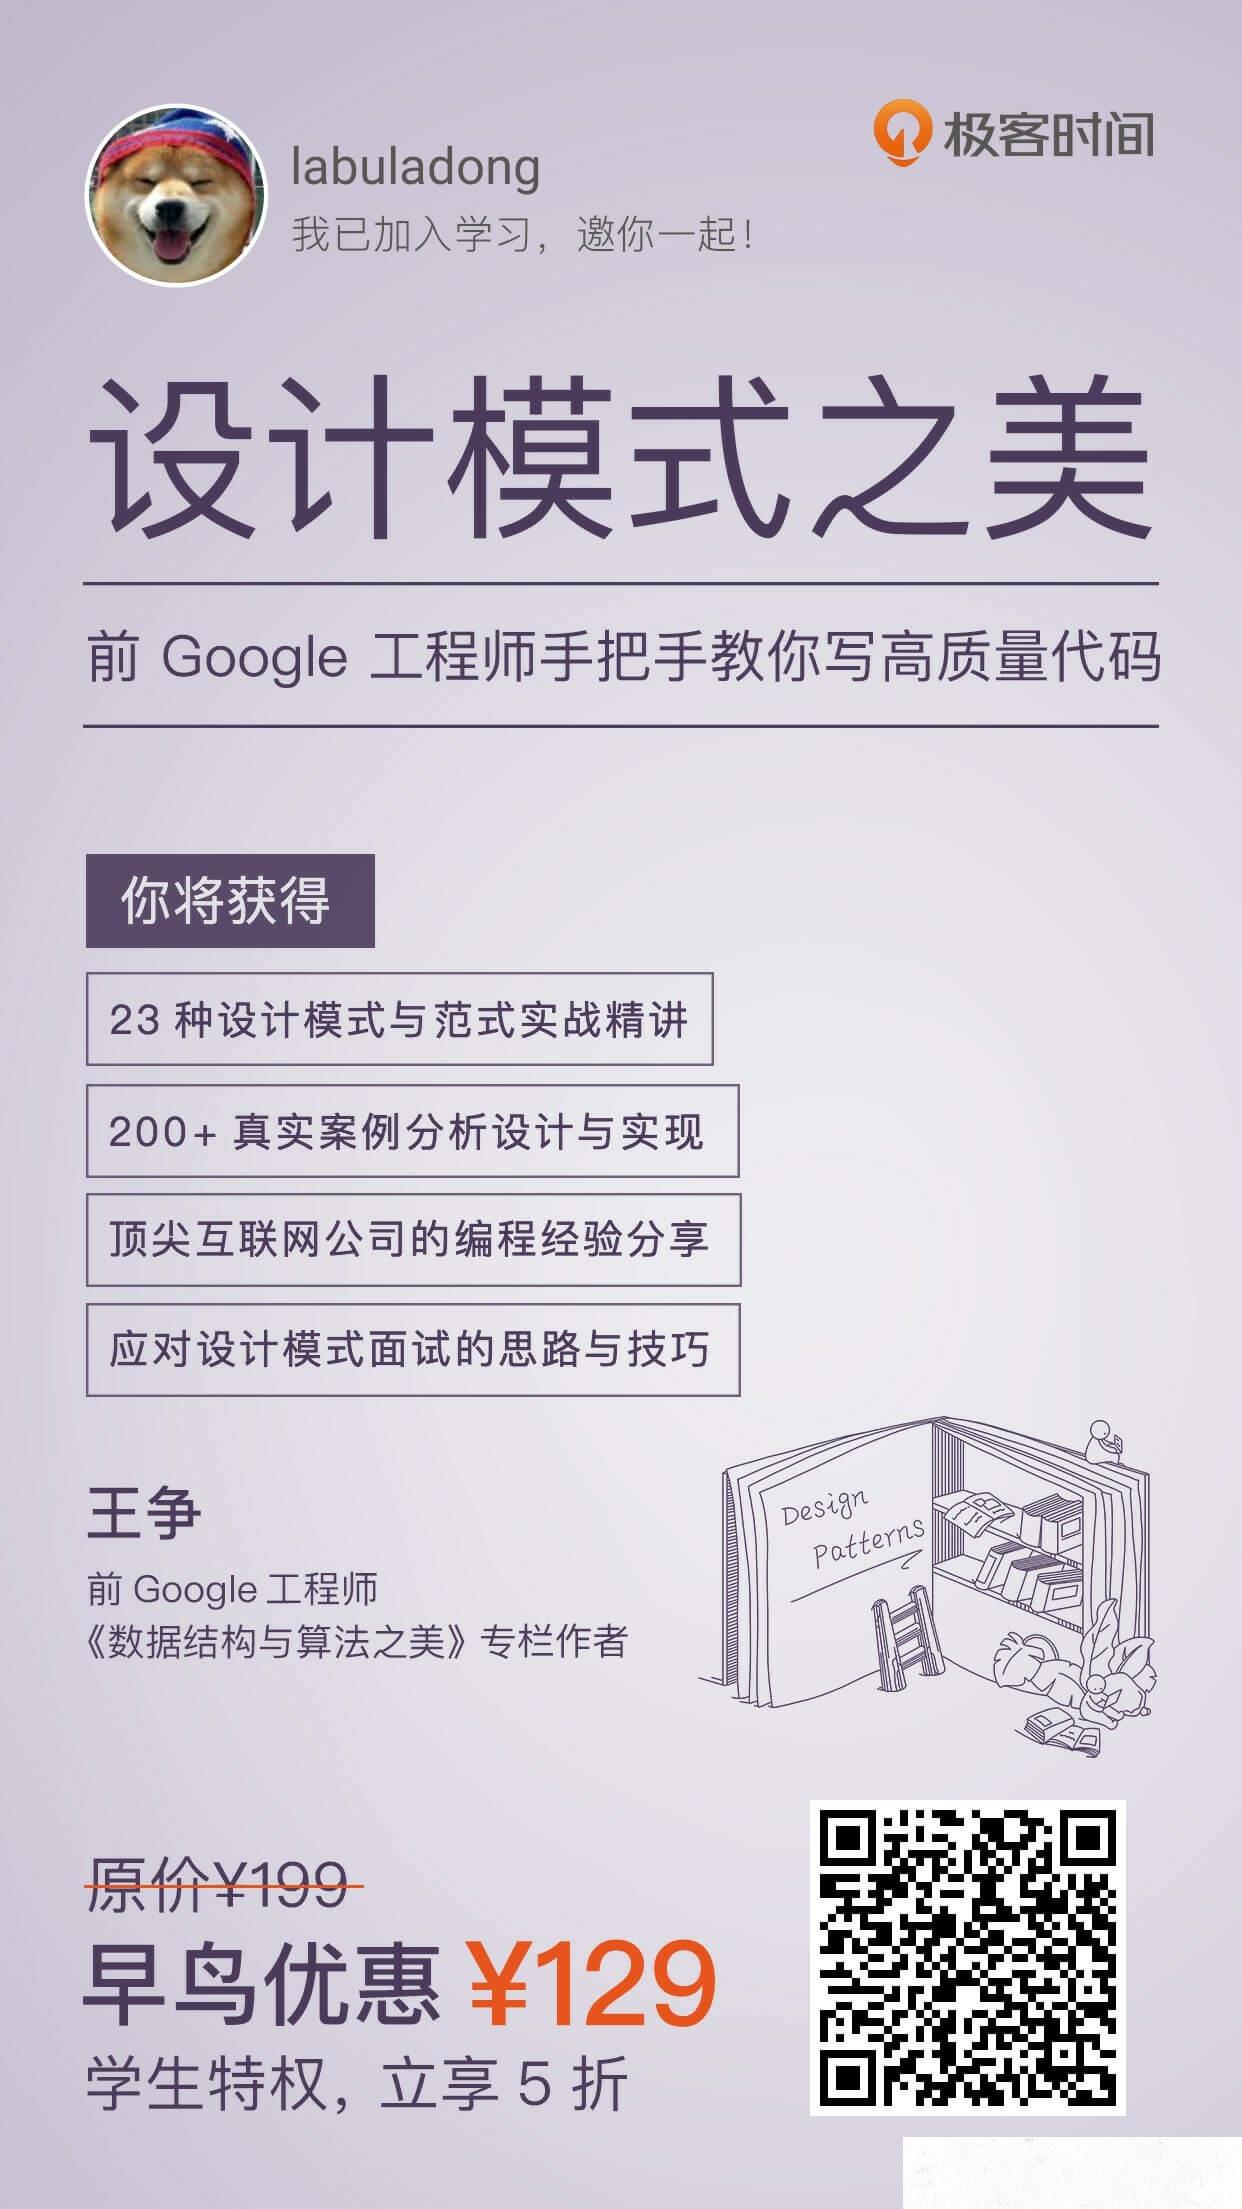 极客时间
labuladong
我已加入学习，邀你一起！
设计模式之美
前 Google 工程师手把手教你写高质量代码
你将获得
23 种设计模式与范式实战精讲
200+ 真实案例分析设计与实现
顶尖互联网公司的编程经验分享
应对设计模式面试的思路与技巧
Design
Patterns
王争
前 Google 工程师
《数据结构与算法之美》专栏作者
原价¥199
早鸟优惠 ¥129
学生特权，立享 5 折